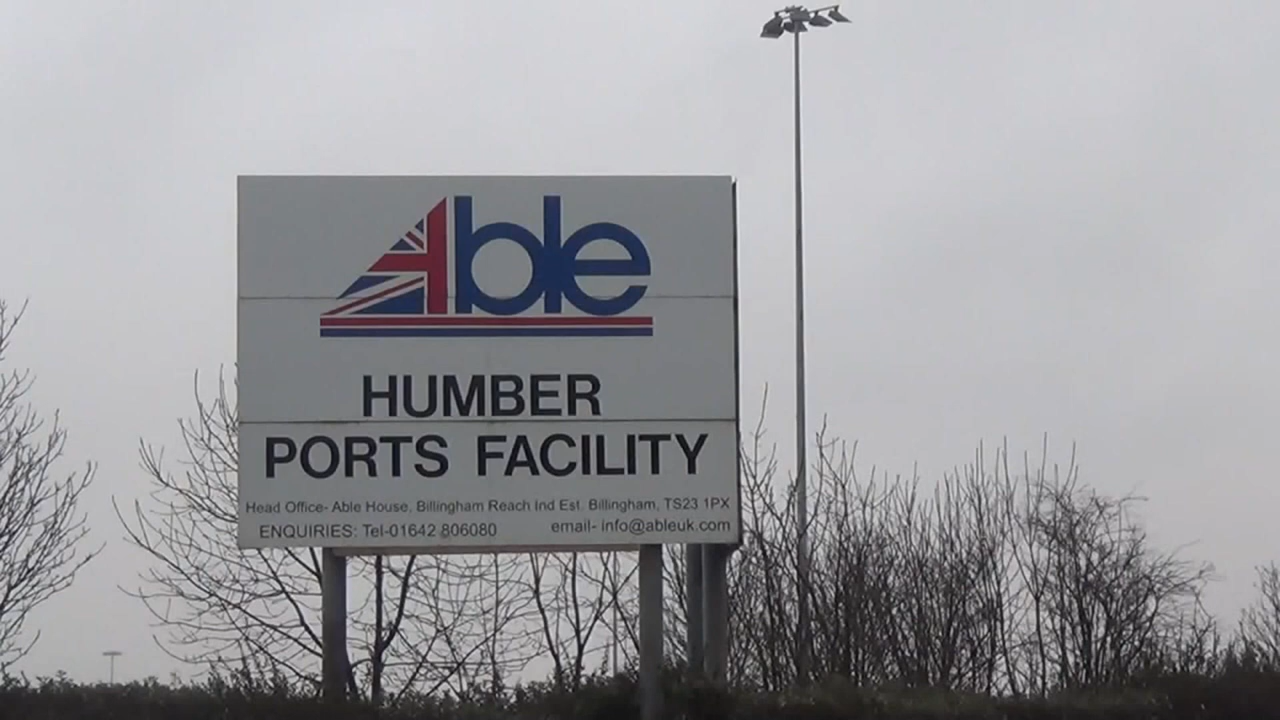 Able
HUMBER
PORTS FACILITY
Head Office- Able House, Billingham Reach Ind Est. Billingham, TS23 1PX
ENQUIRIES: Tel-01642 806080 email- info@ableuk.com